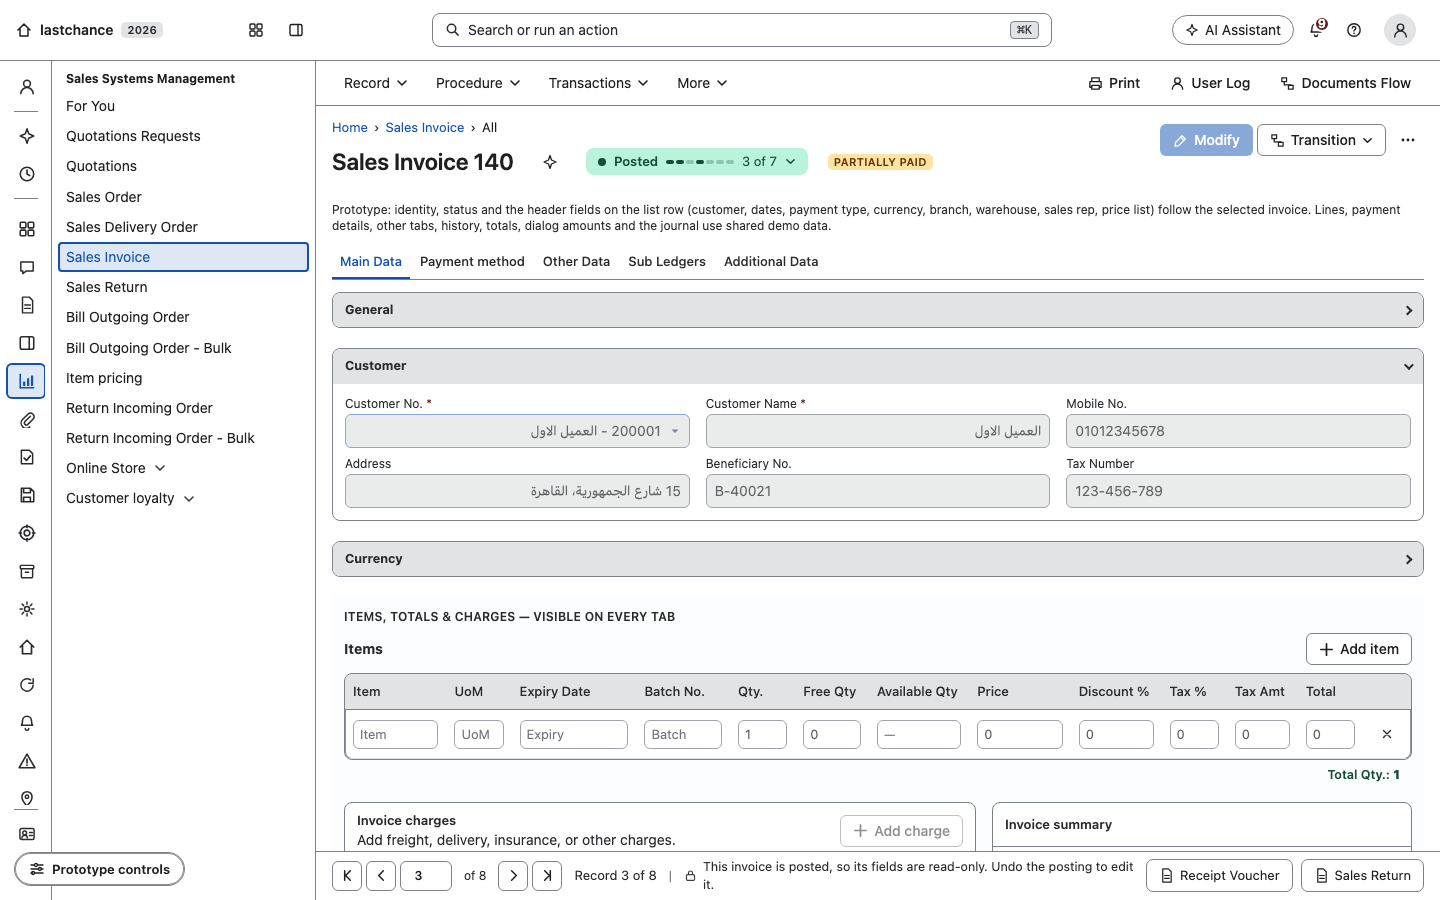 lastchance 2026
Search or run an action
⌘K
AI Assistant
9
Sales Systems Management
For You
Quotations Requests
Quotations
Sales Order
Sales Delivery Order
Sales Invoice
Sales Return
Bill Outgoing Order
Bill Outgoing Order - Bulk
Item pricing
Return Incoming Order
Return Incoming Order - Bulk
Online Store
Customer loyalty
Prototype controls
Record Procedure Transactions More
Print User Log Documents Flow
Home › Sales Invoice › All
Sales Invoice 140
Posted 3 of 7
PARTIALLY PAID
Modify Transition
Prototype: identity, status and the header fields on the list row (customer, dates, payment type, currency, branch, warehouse, sales rep, price list) follow the selected invoice. Lines, payment
details, other tabs, history, totals, dialog amounts and the journal use shared demo data.
Main Data Payment method Other Data Sub Ledgers Additional Data
General
Customer
Customer No. * Customer Name * Mobile No.
200001 - العميل الاول العميل الاول 01012345678
Address Beneficiary No. Tax Number
15 شارع الجمهورية، القاهرة B-40021 123-456-789
Currency
ITEMS, TOTALS & CHARGES — VISIBLE ON EVERY TAB
Items
Add item
Item UoM Expiry Date Batch No. Qty. Free Qty Available Qty Price Discount % Tax % Tax Amt Total
Item UoM Expiry Batch 1 0 — 0 0 0 0 0
Total Qty.: 1
Invoice charges
Add freight, delivery, insurance, or other charges.
Add charge
Invoice summary
3 of 8 Record 3 of 8 |
This invoice is posted, so its fields are read-only. Undo the posting to edit
it.
Receipt Voucher Sales Return